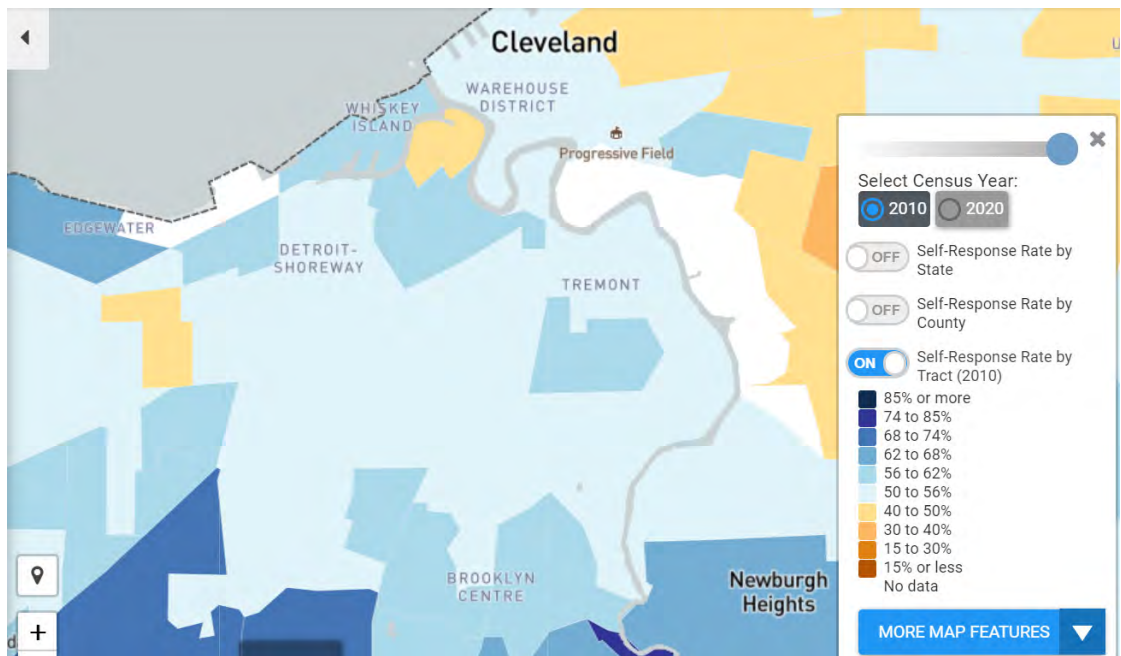 Cleveland
U
WAREHOUSE
DISTRICT
WHISKEY
ISLAND
Progressive Field
EDGEWATER
DETROIT-
SHOREWAY
TREMONT
BROOKLYN
CENTRE
Newburgh
Heights
d
+
Select Census Year:
2010 2020
OFF Self-Response Rate by
State
OFF Self-Response Rate by
County
ON Self-Response Rate by
Tract (2010)
85% or more
74 to 85%
68 to 74%
62 to 68%
56 to 62%
50 to 56%
40 to 50%
30 to 40%
15 to 30%
15% or less
No data
MORE MAP FEATURES